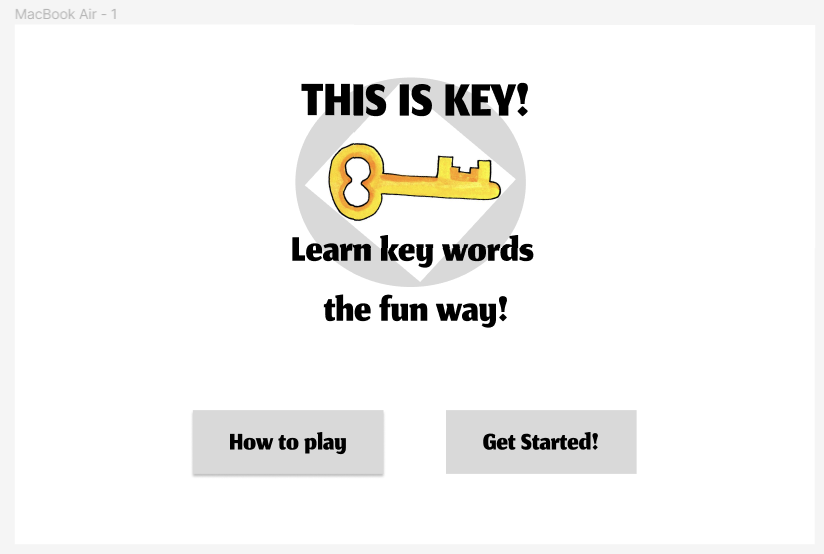 MacBook Air - 1
THIS IS KEY!
Learn key words
the fun way!
How to play
Get Started!